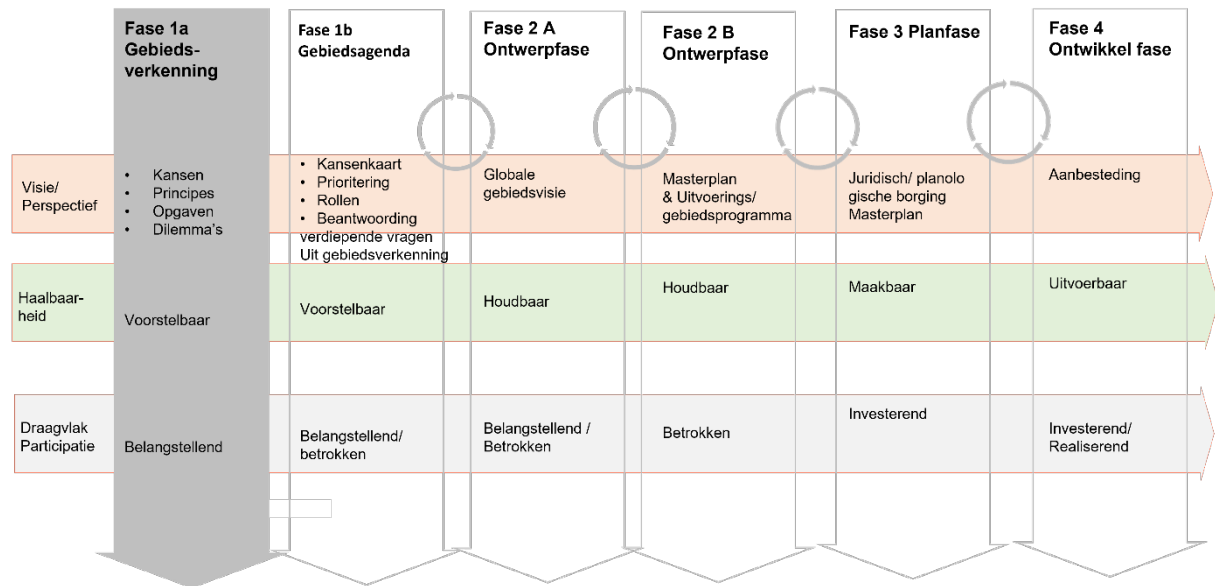 Fase 1a
Gebieds-
verkenning
Fase 1b
Gebiedsagenda
Fase 2 A
Ontwerpfase
Fase 2 B
Ontwerpfase
Fase 3 Planfase
Fase 4
Ontwikkel fase
Visie/
Perspectief
• Kansen
• Principes
• Opgaven
• Dilemma's
• Kansenkaart
• Prioritering
• Rollen
• Beantwoording
verdiepende vragen
Uit gebiedsverkenning
Globale
gebiedsvisie
Masterplan
& Uitvoerings/
gebiedsprogramma
Juridisch/ planolo
gische borging
Masterplan
Aanbesteding
Haalbaar-
heid
Voorstelbaar
Voorstelbaar
Houdbaar
Houdbaar
Maakbaar
Uitvoerbaar
Draagvlak
Participatie
Belangstellend
Belangstellend/
betrokken
Belangstellend /
Betrokken
Betrokken
Investerend
Investerend/
Realiserend